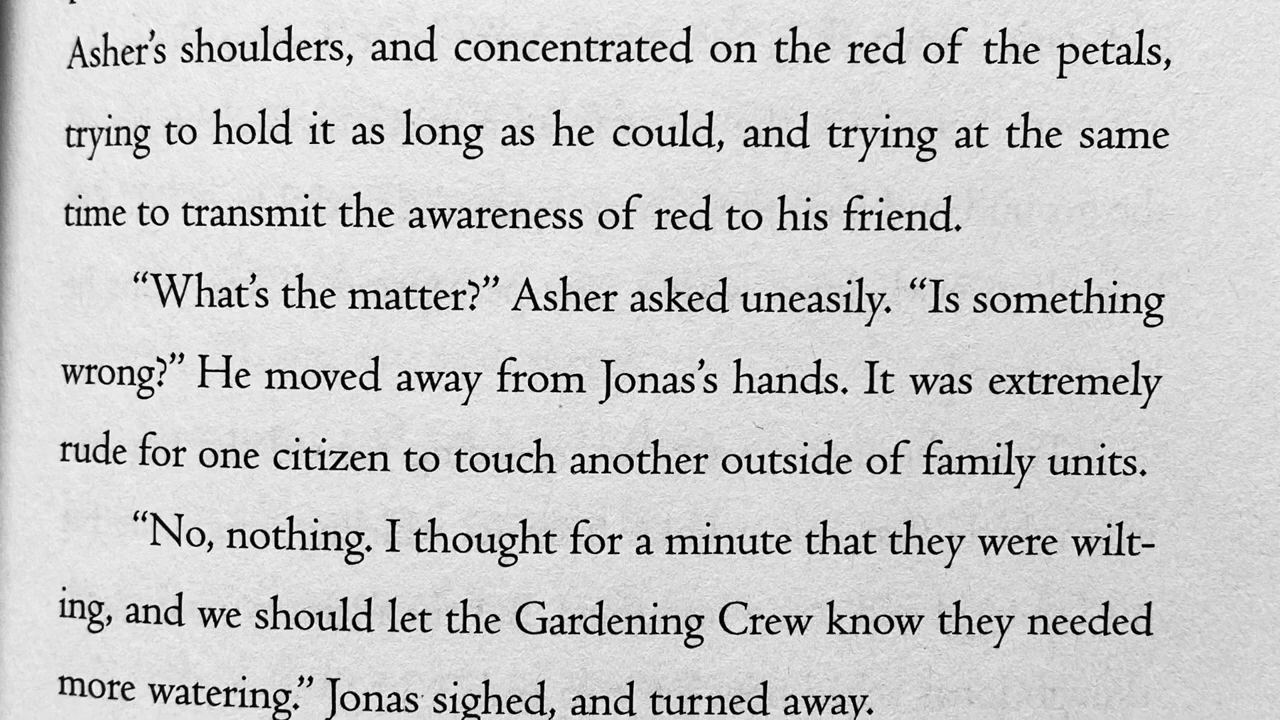 Asher’s shoulders, and concentrated on the red of the petals,
trying to hold it as long as he could, and trying at the same
time to transmit the awareness of red to his friend.
“What’s the matter?” Asher asked uneasily. “Is something
wrong?” He moved away from Jonas’s hands. It was extremely
rude for one citizen to touch another outside of family units.
“No, nothing. I thought for a minute that they were wilt-
ing, and we should let the Gardening Crew know they needed
more watering.” Jonas sighed, and turned away.